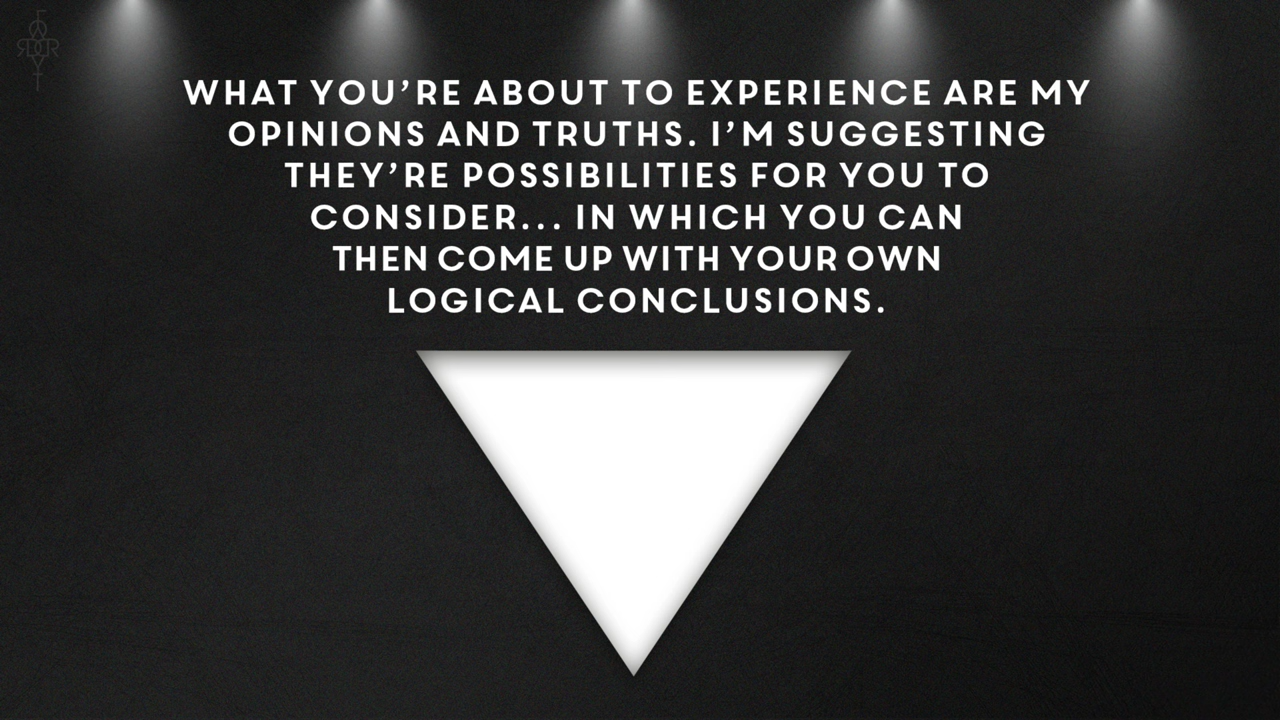 WHAT YOU’RE ABOUT TO EXPERIENCE ARE MY
OPINIONS AND TRUTHS. I’M SUGGESTING
THEY’RE POSSIBILITIES FOR YOU TO
CONSIDER... IN WHICH YOU CAN
THEN COME UP WITH YOUR OWN
LOGICAL CONCLUSIONS.